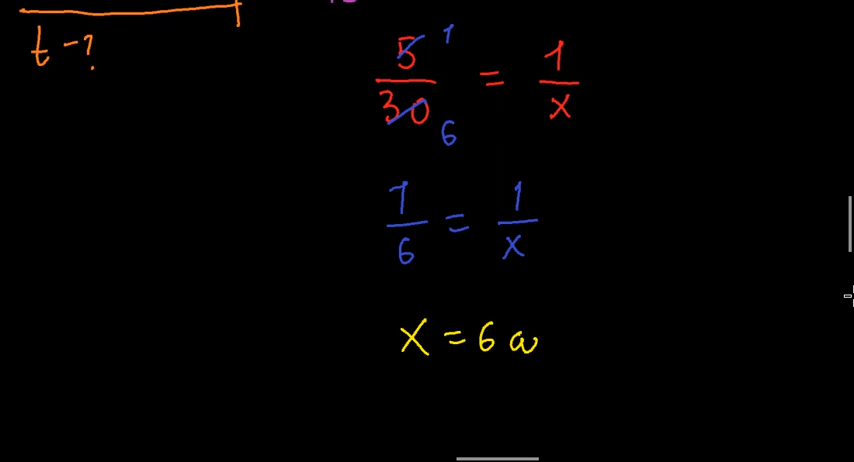 t - ?
5/30 = 1/x
1
6
1/6 = 1/x
x = 6